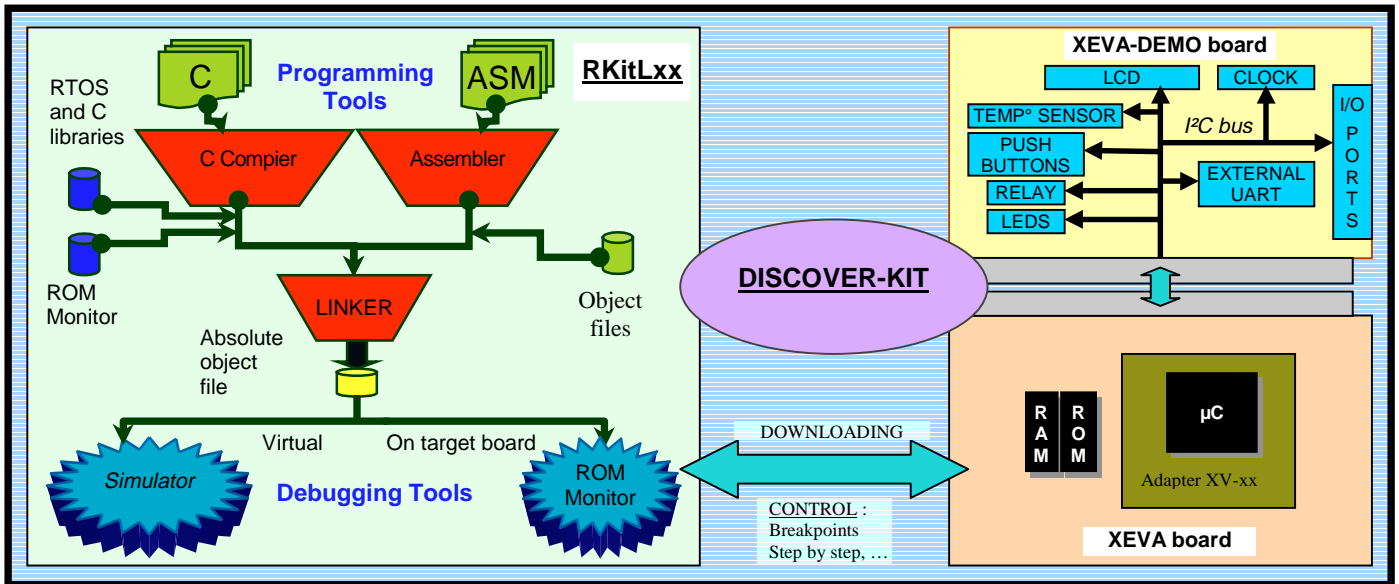 C
Programming
Tools
ASM
RKitLxx
RTOS
and C
libraries
C Compier
Assembler
ROM
Monitor
LINKER
Object
files
Absolute
object
file
Virtual
On target board
Simulator
Debugging Tools
ROM
Monitor
DISCOVER-KIT
DOWNLOADING
CONTROL :
Breakpoints
Step by step, …
XEVA-DEMO board
LCD
CLOCK
I/O
PORTS
TEMP° SENSOR
I²C bus
PUSH
BUTTONS
EXTERNAL
UART
RELAY
LEDS
RAM
ROM
µC
Adapter XV-xx
XEVA board